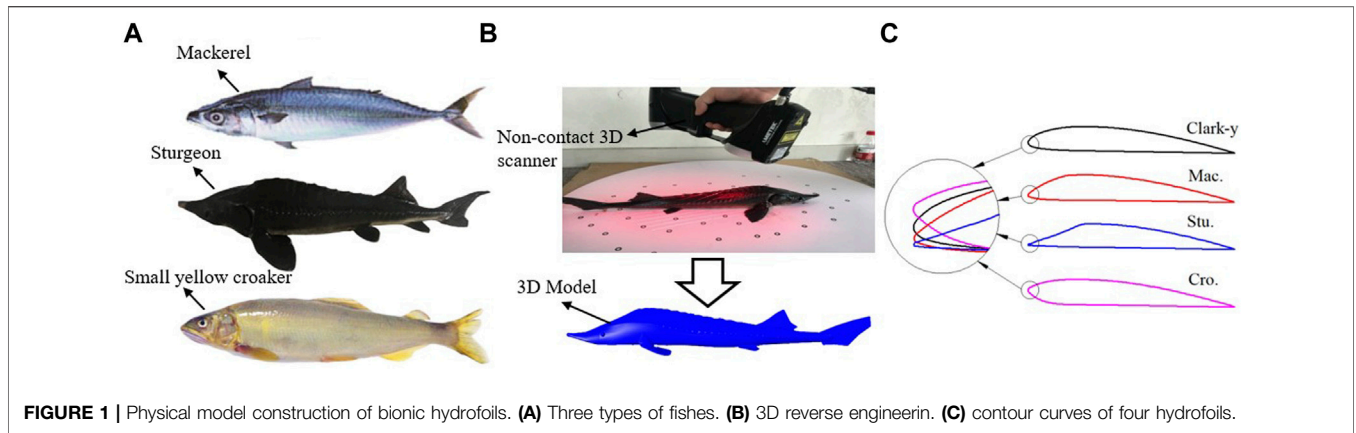 A
B
C
Mackerel
Sturgeon
Small yellow croaker
Non-contact 3D
scanner
3D Model
Clark-y
Mac.
Stu.
Cro.
FIGURE 1 | Physical model construction of bionic hydrofoils. (A) Three types of fishes. (B) 3D reverse engineerin. (C) contour curves of four hydrofoils.